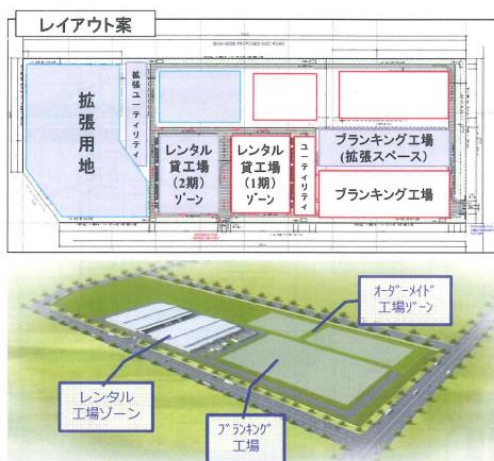 レイアウト案
拡張用地
拡張ユーティリティ
レンタル
貸工場
(2期)
ゾーン
レンタル
貸工場
(1期)
ゾーン
ユーティリティ
ブランキング工場
(拡張スペース)
ブランキング工場
オーダーメイド
工場ゾーン
レンタル
工場ゾーン
ブランキング
工場